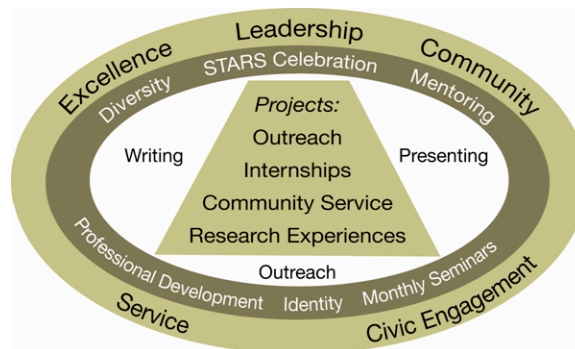 Leadership
Excellence
Community
STARS Celebration
Diversity
Mentoring
Projects:
Outreach
Internships
Community Service
Research Experiences
Writing
Presenting
Outreach
Professional Development
Identity
Monthly Seminars
Service
Civic Engagement